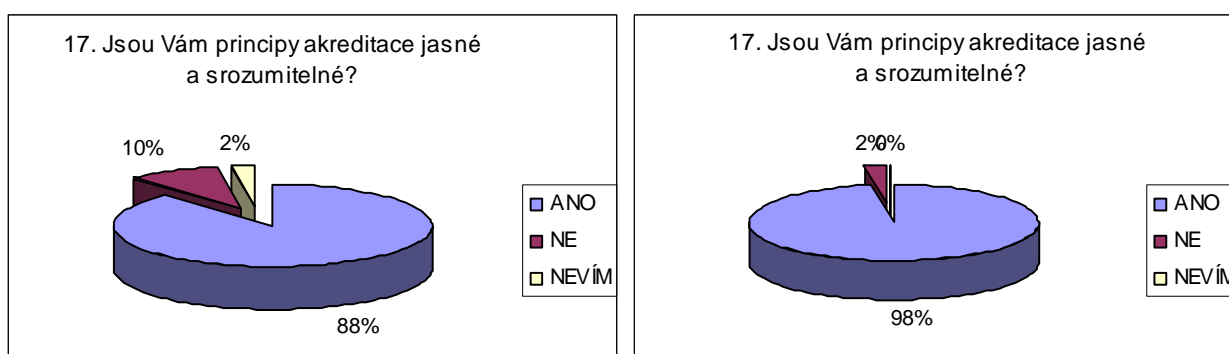 17. Jsou Vám principy akreditace jasné
a srozumitelné?
10%
2%
ANO
NE
NEVÍM
88%
17. Jsou Vám principy akreditace jasné
a srozumitelné?
2%
0%
ANO
NE
NEVÍM
98%